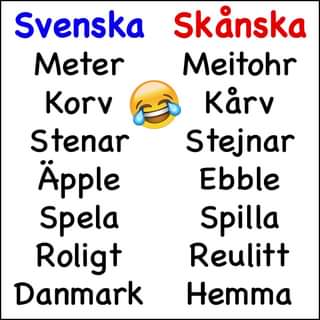 Svenska Skånska
Meter Meitohr
Korv Kårv
Stenar Stejnar
Äpple Ebble
Spela Spilla
Roligt Reulitt
Danmark Hemma